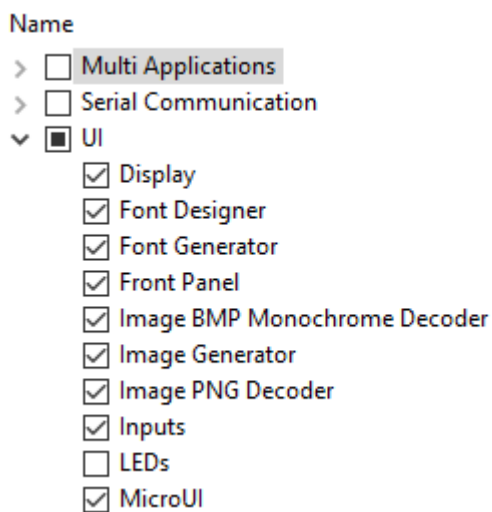 Name
Multi Applications
Serial Communication
UI
Display
Font Designer
Font Generator
Front Panel
Image BMP Monochrome Decoder
Image Generator
Image PNG Decoder
Inputs
LEDs
MicroUI